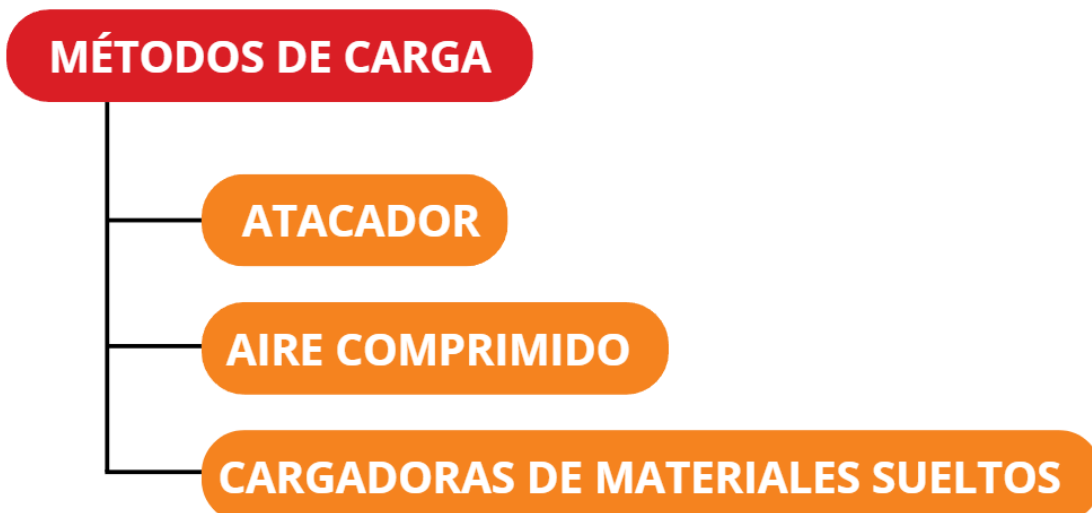 MÉTODOS DE CARGA
ATACADOR
AIRE COMPRIMIDO
CARGADORAS DE MATERIALES SUELTOS